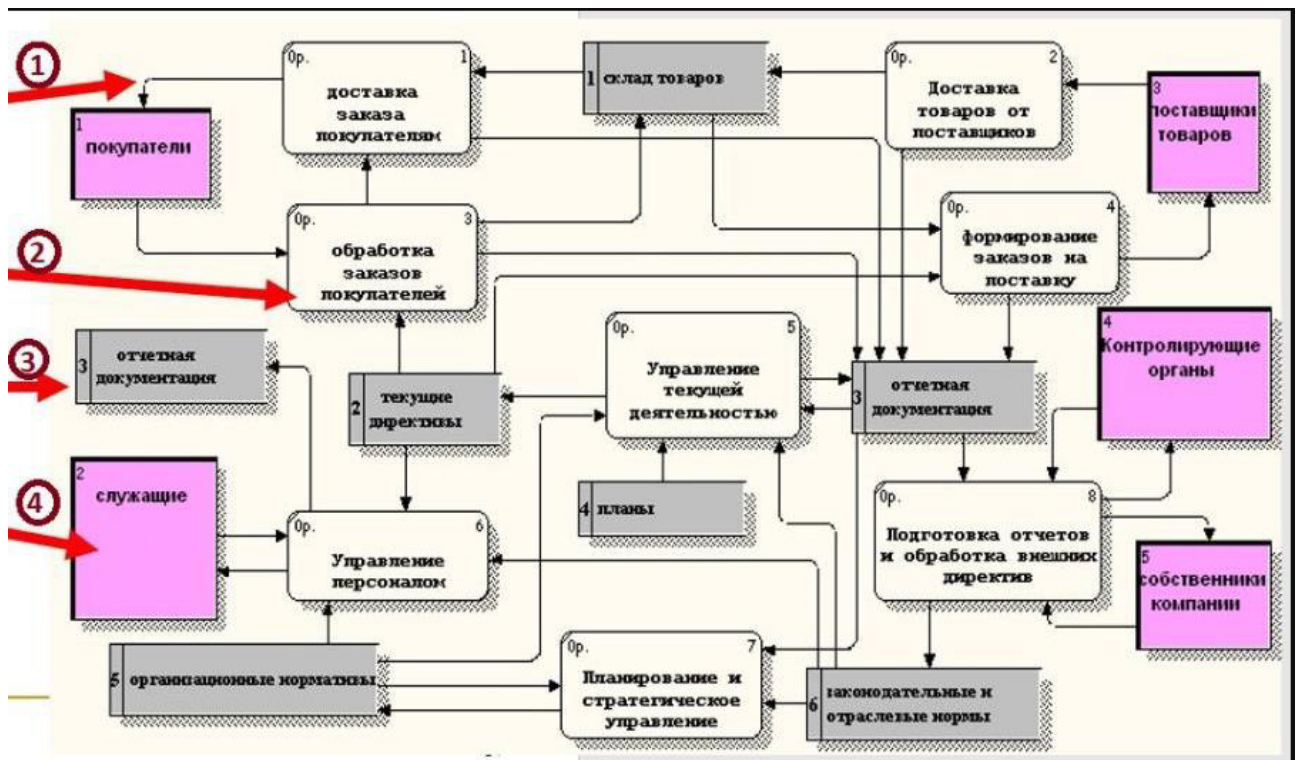 1
0р.
1
доставка
заказа
покупателям
1
склад товаров
0р.
2
Доставка
товаров от
поставщиков
3
поставщики
товаров
1
покупатели
2
0р.
3
обработка
заказов
покупателей
0р.
4
формирование
заказов на
поставку
3
3
отчетная
документация
2
текущие
директивы
0р.
5
Управление
текущей
деятельностью
3
отчетная
документация
4
Контролирующие
органы
4
2
служащие
0р.
6
Управление
персоналом
4
планы
0р.
8
Подготовка отчетов
и обработка внешних
директив
5
собственники
компании
5
организационные нормативы
0р.
7
Планирование и
стратегическое
управление
6
законодательные и
отраслевые нормы